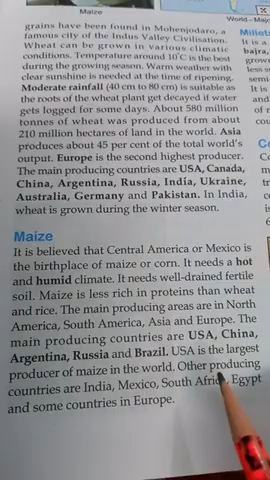 Maize
World – Majo
grains have been found in Mohenjodaro, a
famous city of the Indus Valley Civilisation.
Wheat can be grown in various climatic
conditions. Temperature around 10°C is the best
during the growing season. Warm weather with
clear sunshine is needed at the time of ripening.
Moderate rainfall (40 cm to 80 cm) is suitable as
the roots of the wheat plant get decayed if water
gets logged for some days. About 580 million
tonnes of wheat was produced from about
210 million hectares of land in the world. Asia
produces about 45 per cent of the total world's
output. Europe is the second highest producer.
The main producing countries are USA, Canada,
China, Argentina, Russia, India, Ukraine,
Australia, Germany and Pakistan. In India,
wheat is grown during the winter season.
Maize
It is believed that Central America or Mexico is
the birthplace of maize or corn. It needs a hot
and humid climate. It needs well-drained fertile
soil. Maize is less rich in proteins than wheat
and rice. The main producing areas are in North
America, South America, Asia and Europe. The
main producing countries are USA, China,
Argentina, Russia and Brazil. USA is the largest
producer of maize in the world. Other producing
countries are India, Mexico, South Africa, Egypt
and some countries in Europe.
Millets
It is a
bajra,
grown
less
semi
It is
and
of r
cou